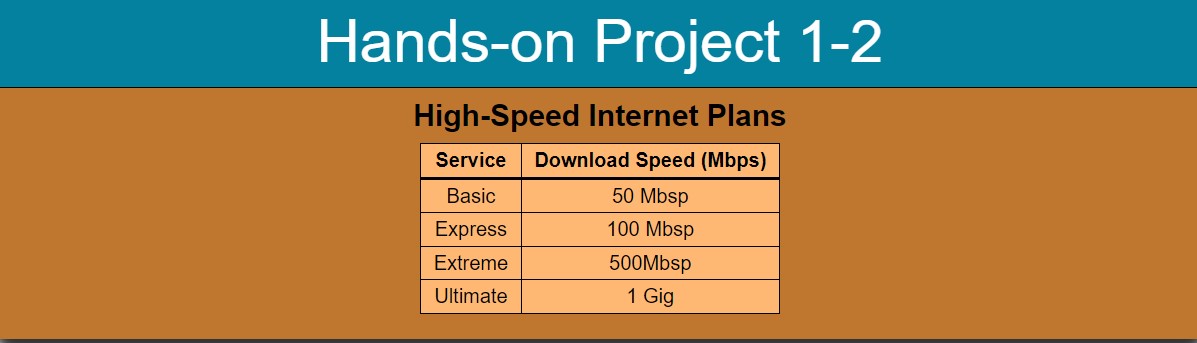 Hands-on Project 1-2
High-Speed Internet Plans
Service Download Speed (Mbps)
Basic 50 Mbsp
Express 100 Mbsp
Extreme 500Mbsp
Ultimate 1 Gig